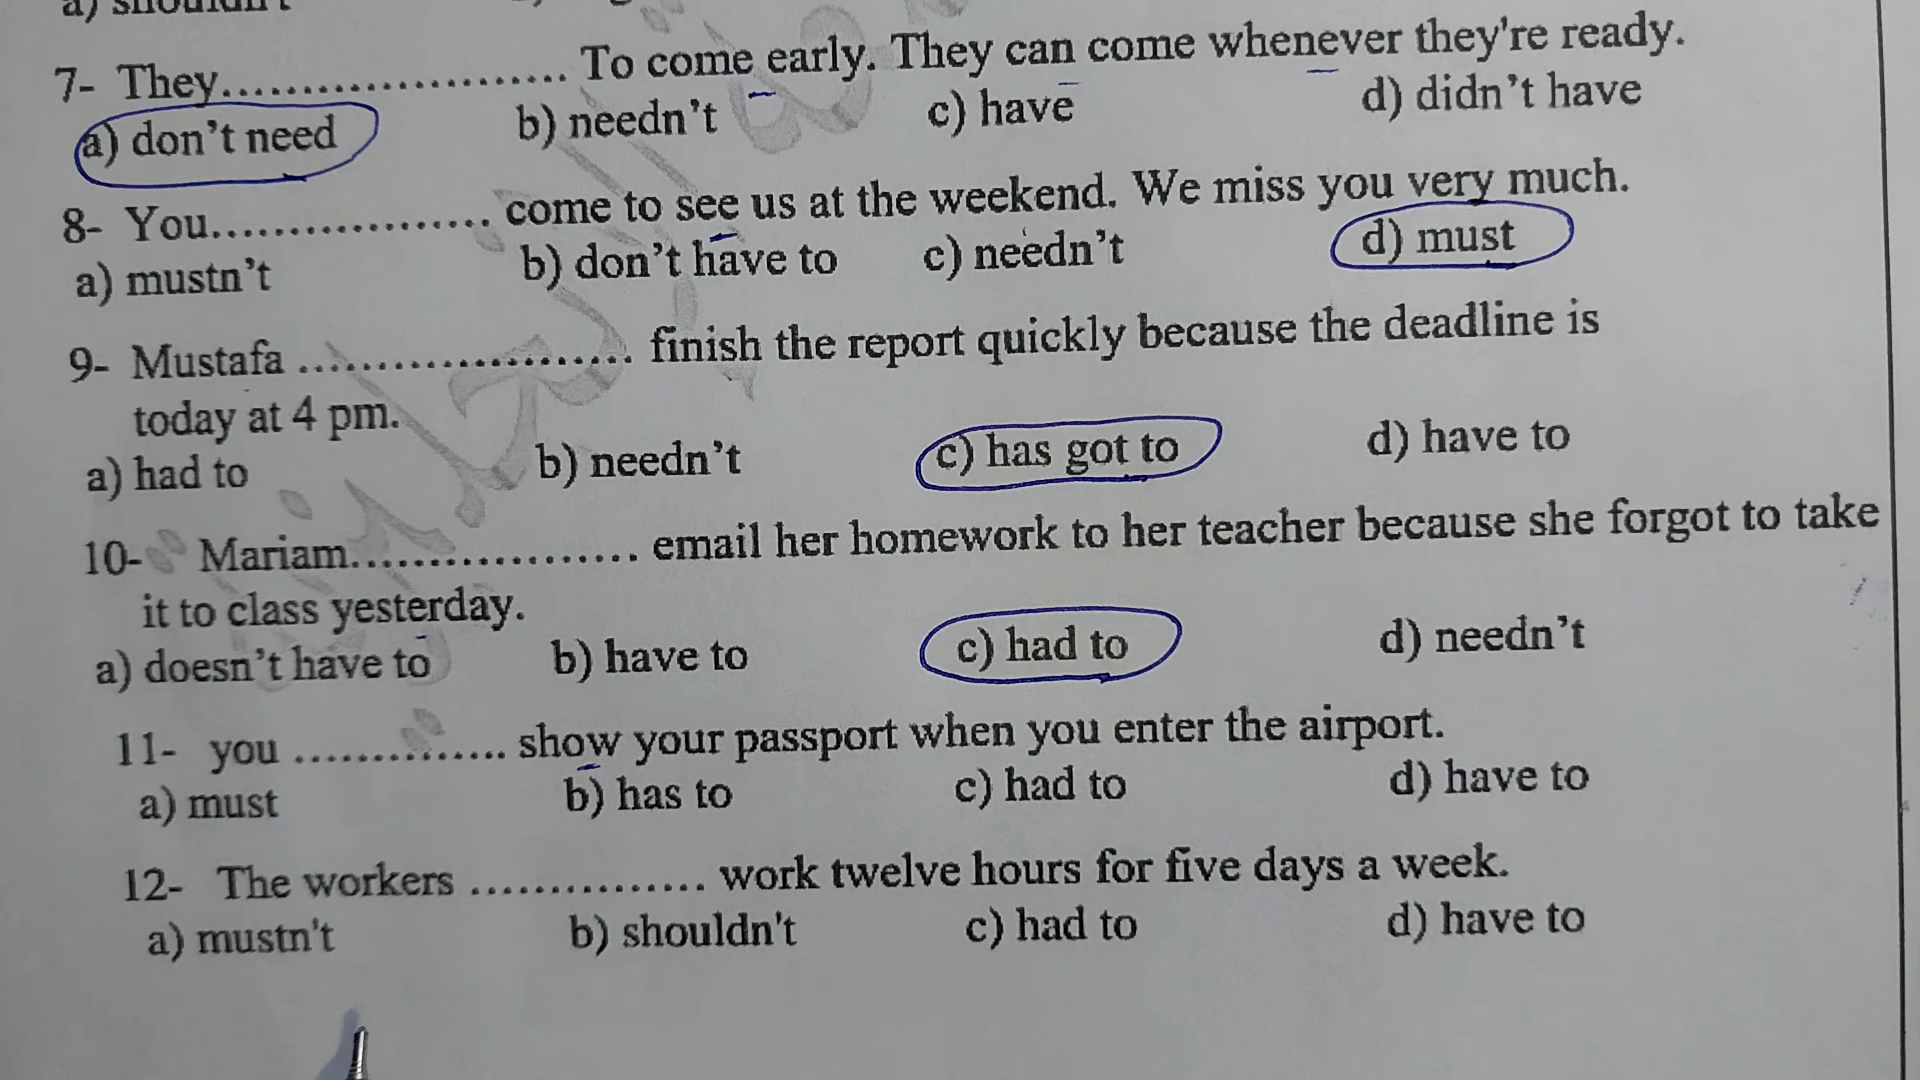 a) shouldn't
7- They..................... To come early. They can come whenever they're ready.
a) don't need b) needn't c) have d) didn't have
8- You.................. come to see us at the weekend. We miss you very much.
a) mustn't b) don't have to c) needn't d) must
9- Mustafa ...................... finish the report quickly because the deadline is
today at 4 pm.
a) had to b) needn't c) has got to d) have to
10- Mariam................... email her homework to her teacher because she forgot to take
it to class yesterday.
a) doesn't have to b) have to c) had to d) needn't
11- you .............. show your passport when you enter the airport.
a) must b) has to c) had to d) have to
12- The workers ............... work twelve hours for five days a week.
a) mustn't b) shouldn't c) had to d) have to